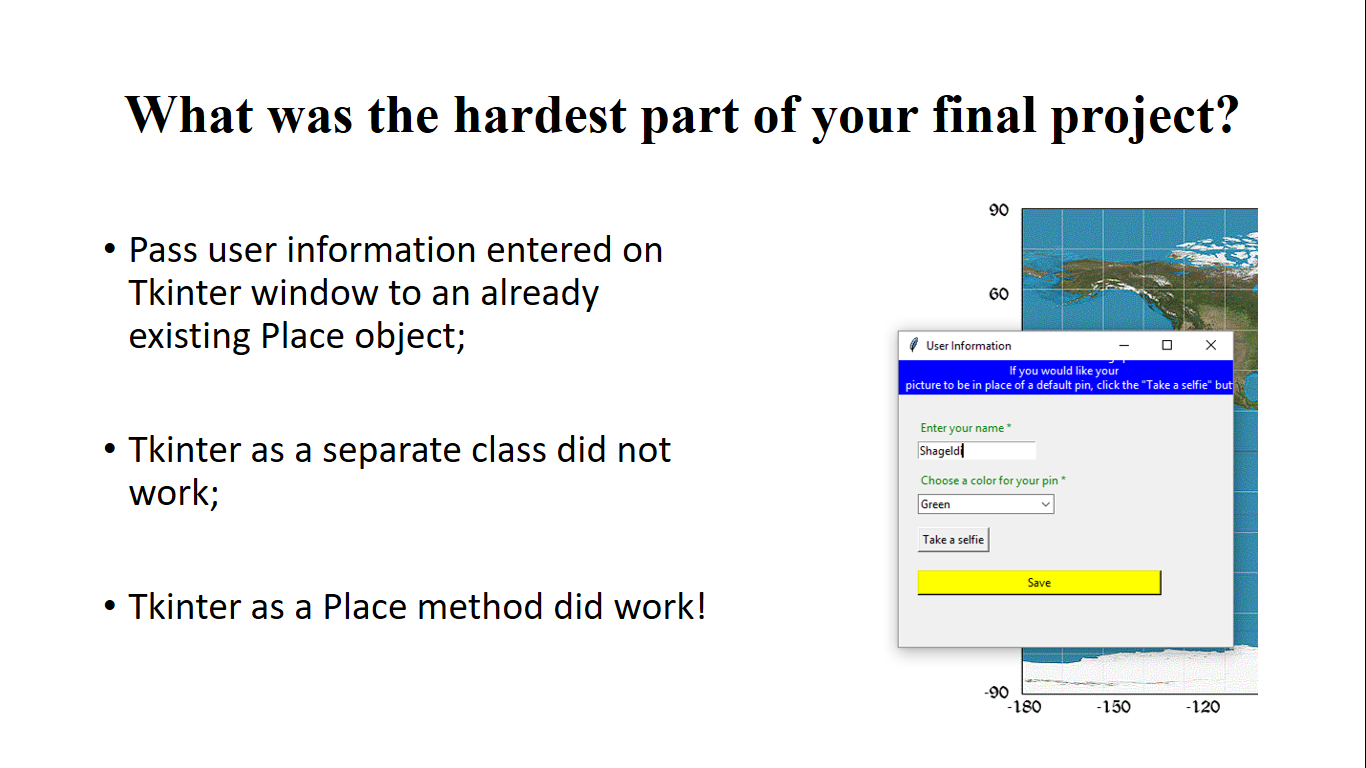 What was the hardest part of your final project?
• Pass user information entered on
Tkinter window to an already
existing Place object;
• Tkinter as a separate class did not
work;
• Tkinter as a Place method did work!
90
60
User Information
If you would like your
picture to be in place of a default pin, click the "Take a selfie" but
Enter your name *
Shageldi
Choose a color for your pin *
Green
Take a selfie
Save
-90
-180 -150 -120